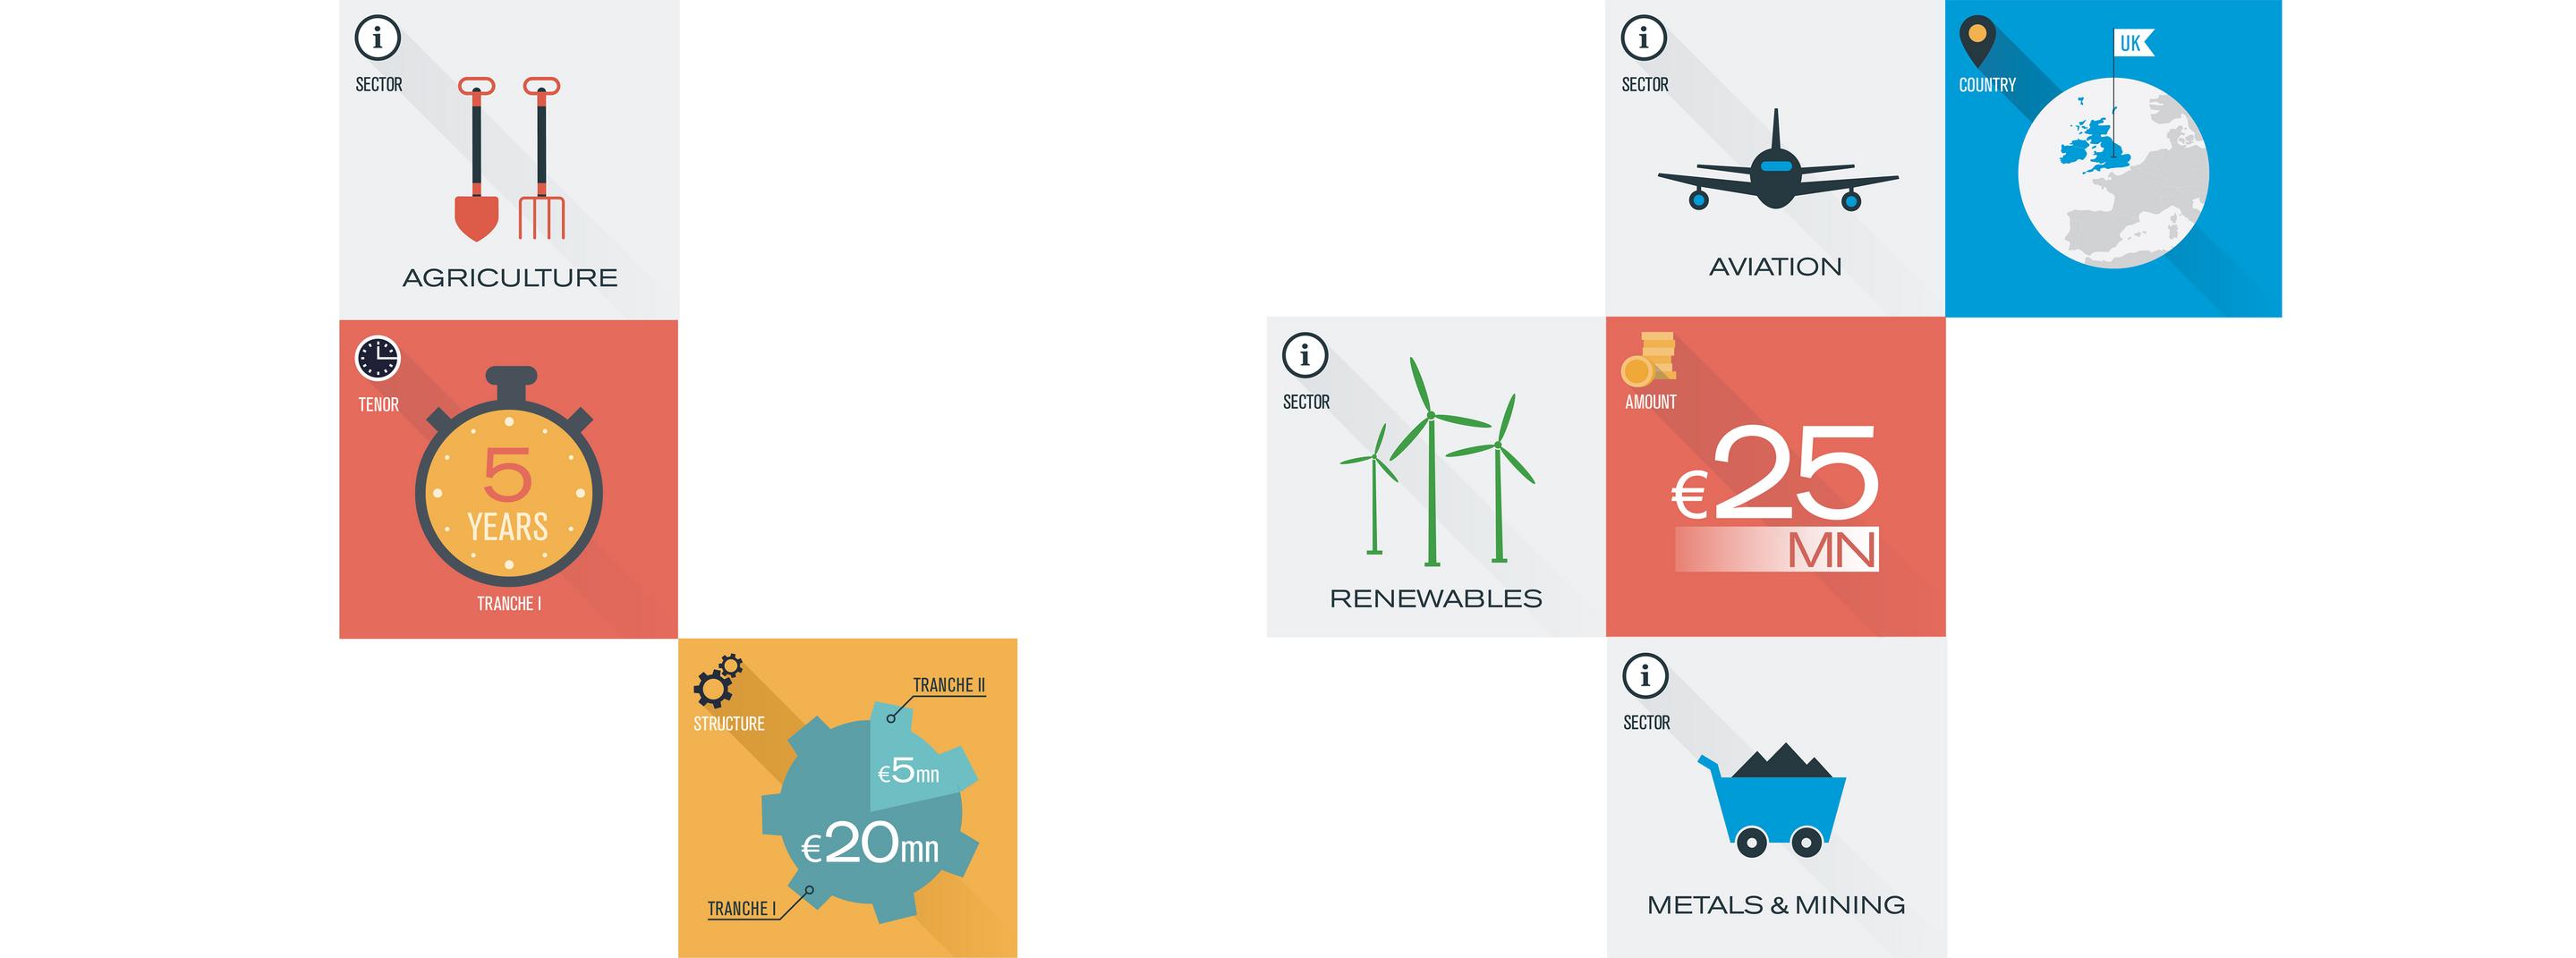 i
SECTOR
AGRICULTURE
TENOR
5
YEARS
TRANCHE I
STRUCTURE
TRANCHE II
€5mn
€20mn
TRANCHE I
i
SECTOR
AVIATION
COUNTRY
UK
i
SECTOR
RENEWABLES
AMOUNT
€25
MN
i
SECTOR
METALS & MINING